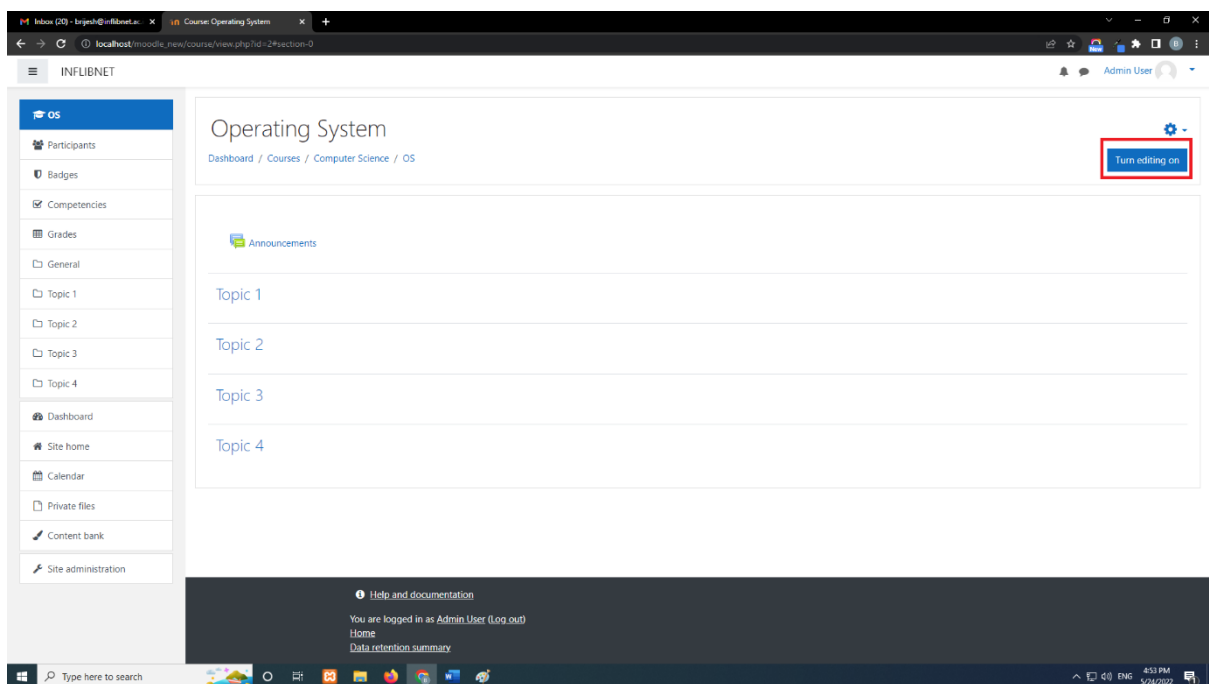 Inbox (20) - brijesh@inflibnet.ac. Course: Operating System
localhost/moodle_new/course/view.php?id=2#section-0
New
B
INFLIBNET
Admin User
OS
Participants
Badges
Competencies
Grades
General
Topic 1
Topic 2
Topic 3
Topic 4
Dashboard
Site home
Calendar
Private files
Content bank
Site administration
Operating System
Dashboard / Courses / Computer Science / OS
Turn editing on
Announcements
Topic 1
Topic 2
Topic 3
Topic 4
Help and documentation
You are logged in as Admin User (Log out)
Home
Data retention summary
Type here to search
ENG
4:53 PM
5/24/2022